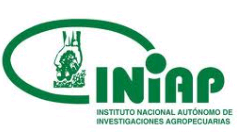 INIAP
INSTITUTO NACIONAL AUTÓNOMO DE
INVESTIGACIONES AGROPECUARIAS